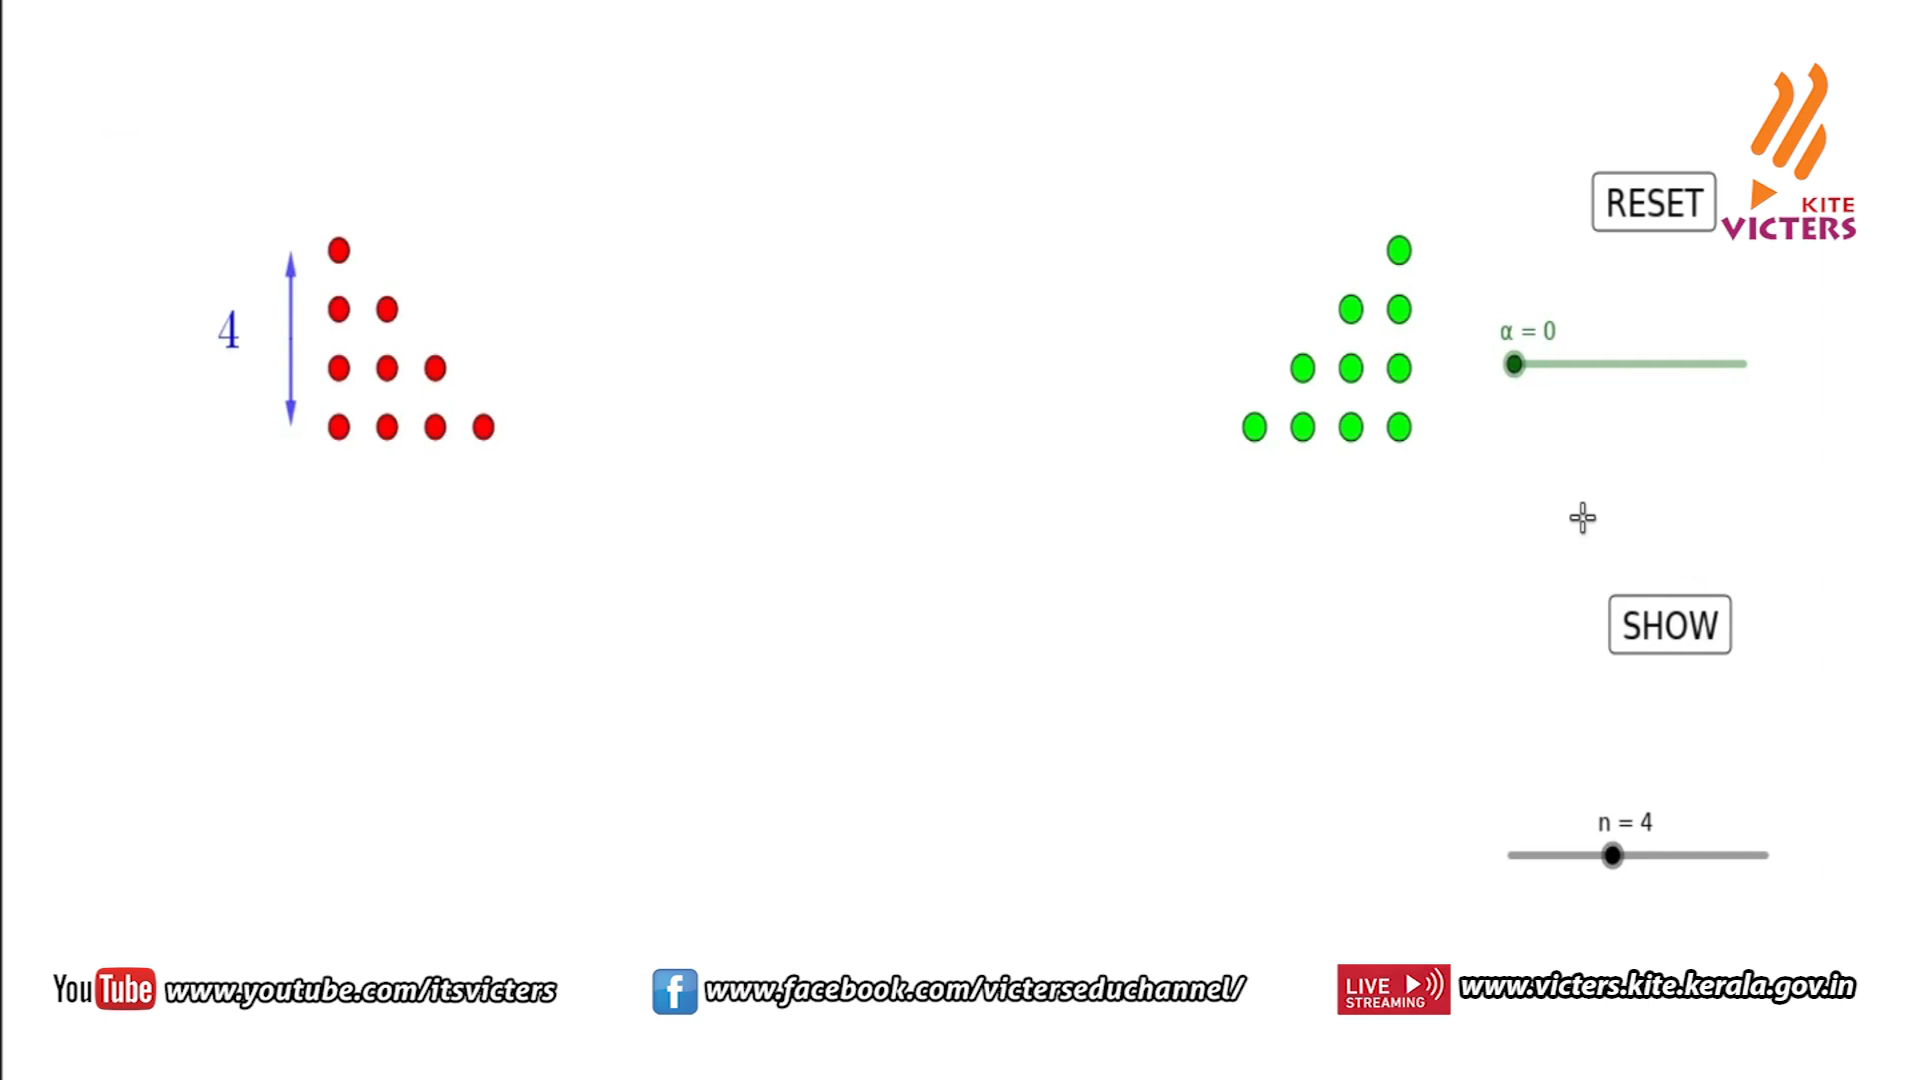 RESET
KITE
VICTERS
4
α = 0
SHOW
n = 4
YouTube www.youtube.com/itsvicters
f www.facebook.com/victerseduchannel/
LIVE STREAMING www.victers.kite.kerala.gov.in